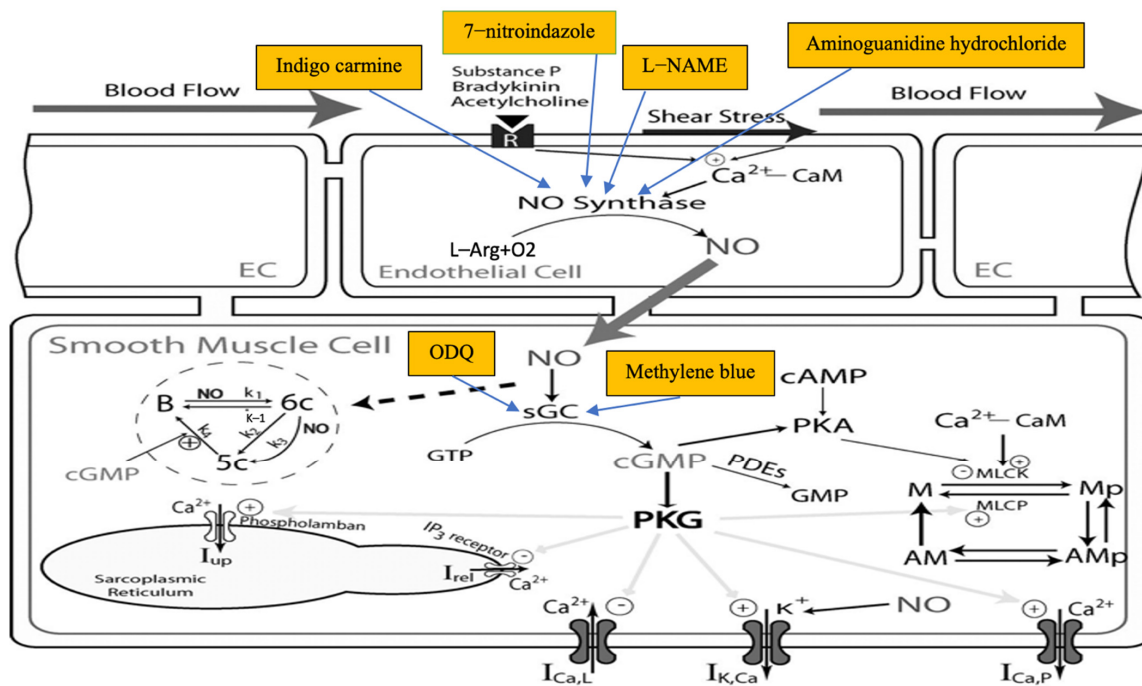 7−nitroindazole
Aminoguanidine hydrochloride
Indigo carmine
L−NAME
Substance P
Bradykinin
Acetylcholine
Blood Flow
Blood Flow
Shear Stress
R
+
Ca2+− CaM
NO Synthase
L−Arg+O2
NO
EC
Endothelial Cell
EC
Smooth Muscle Cell
ODQ
NO
Methylene blue
cAMP
B
NO
k1
6c
k−1
k4
k2
k3
NO
5c
+
cGMP
sGC
GTP
cGMP
PDEs
GMP
PKA
Ca2+− CaM
− MLCK +
M
Mp
MLCP
+
AM
AMp
PKG
Ca2+
+
Phospholamban
Iup
IP3 receptor
−
Irel
Ca2+
Sarcoplasmic
Reticulum
Ca2+
−
+
K+
NO
+
Ca2+
ICa,L
IK,Ca
ICa,P